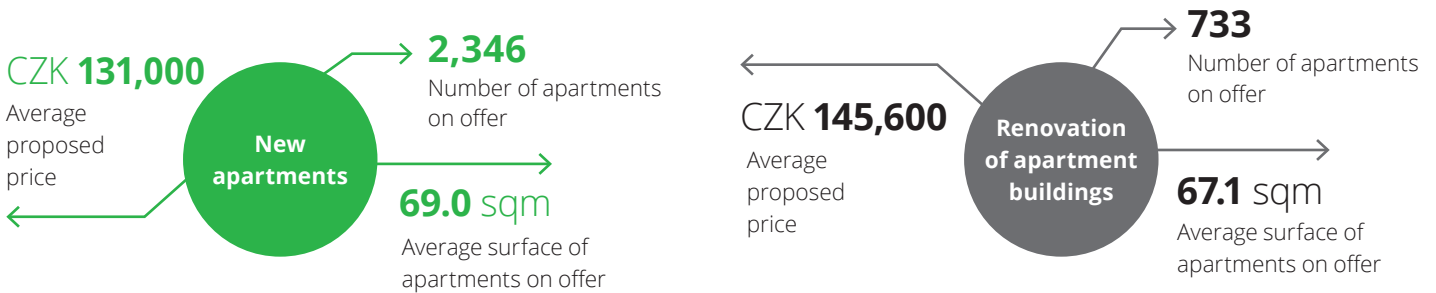 CZK 131,000
Average
proposed
price
New
apartments
2,346
Number of apartments
on offer
69.0 sqm
Average surface of
apartments on offer
CZK 145,600
Average
proposed
price
Renovation
of apartment
buildings
733
Number of apartments
on offer
67.1 sqm
Average surface of
apartments on offer